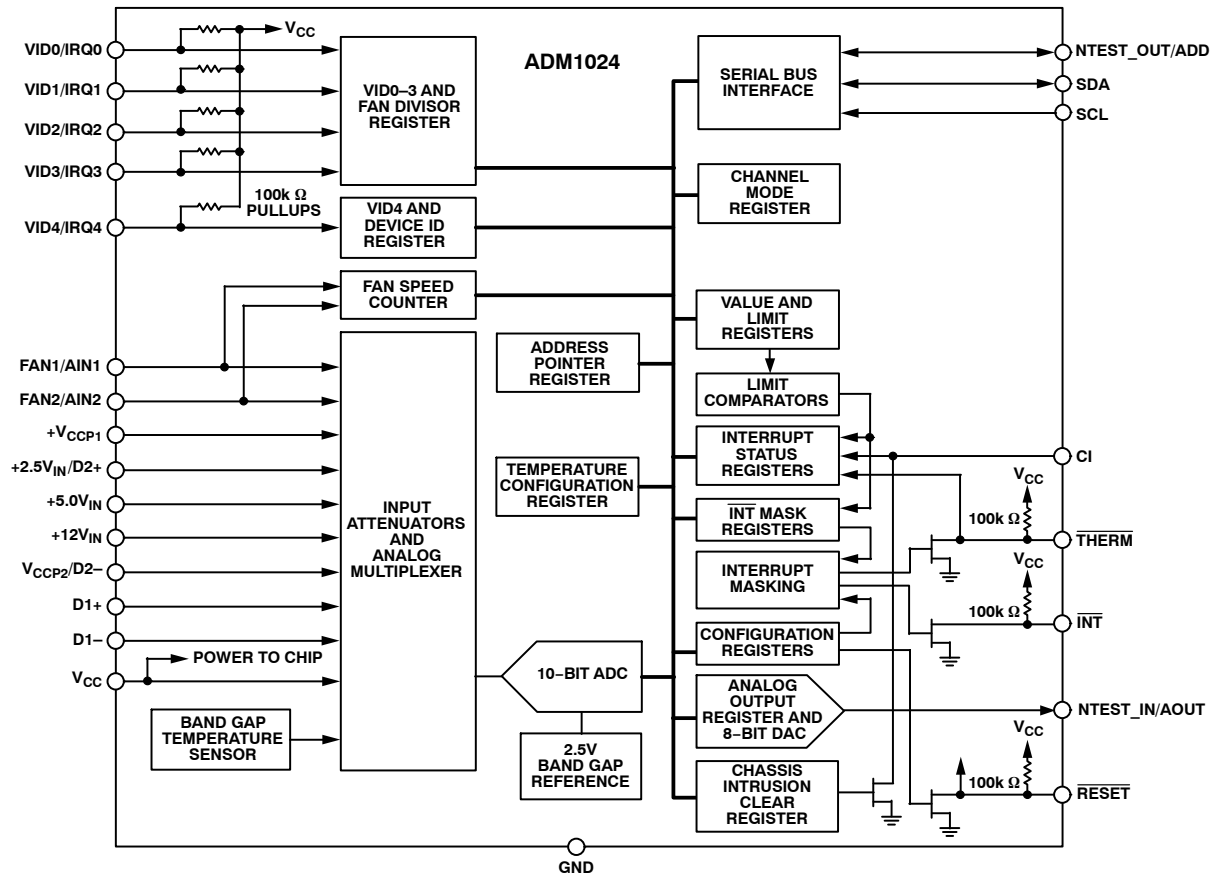 ADM1024
VID0/IRQ0
VID1/IRQ1
VID2/IRQ2
VID3/IRQ3
VID4/IRQ4
VCC
100k Ω
PULLUPS
VID0–3 AND
FAN DIVISOR
REGISTER
VID4 AND
DEVICE ID
REGISTER
FAN SPEED
COUNTER
FAN1/AIN1
FAN2/AIN2
+VCCP1
+2.5VIN/D2+
+5.0VIN
+12VIN
VCCP2/D2–
D1+
D1–
VCC
POWER TO CHIP
BAND GAP
TEMPERATURE
SENSOR
INPUT
ATTENUATORS
AND
ANALOG
MULTIPLEXER
ADDRESS
POINTER
REGISTER
TEMPERATURE
CONFIGURATION
REGISTER
10–BIT ADC
2.5V
BAND GAP
REFERENCE
SERIAL BUS
INTERFACE
CHANNEL
MODE
REGISTER
VALUE AND
LIMIT
REGISTERS
LIMIT
COMPARATORS
INTERRUPT
STATUS
REGISTERS
INT MASK
REGISTERS
INTERRUPT
MASKING
CONFIGURATION
REGISTERS
ANALOG
OUTPUT
REGISTER AND
8–BIT DAC
CHASSIS
INTRUSION
CLEAR
REGISTER
NTEST_OUT/ADD
SDA
SCL
CI
VCC
100k Ω
THERM
VCC
100k Ω
INT
NTEST_IN/AOUT
VCC
100k Ω
RESET
GND